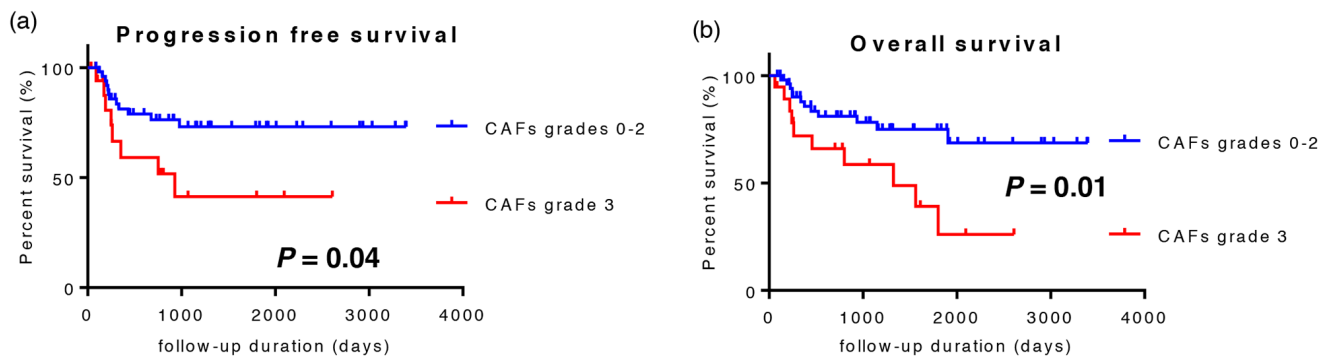 (a)
Progression free survival
Percent survival (%)
100
50
0
0 1000 2000 3000 4000
follow-up duration (days)
CAFs grades 0-2
CAFs grade 3
P = 0.04
(b)
Overall survival
Percent survival (%)
100
50
0
0 1000 2000 3000 4000
follow-up duration (days)
CAFs grades 0-2
P = 0.01
CAFs grade 3